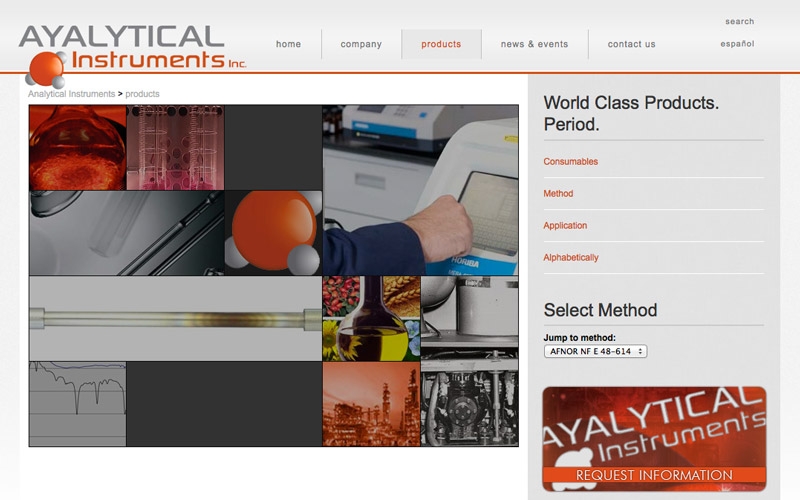 search
AYALYTICAL
Instruments Inc.
home
company
products
news & events
contact us
español
Analytical Instruments > products
World Class Products.
Period.
Consumables
Method
Application
Alphabetically
HORIBA
Select Method
Jump to method:
AFNOR NF E 48-614
AYALYTICAL
Instruments
REQUEST INFORMATION